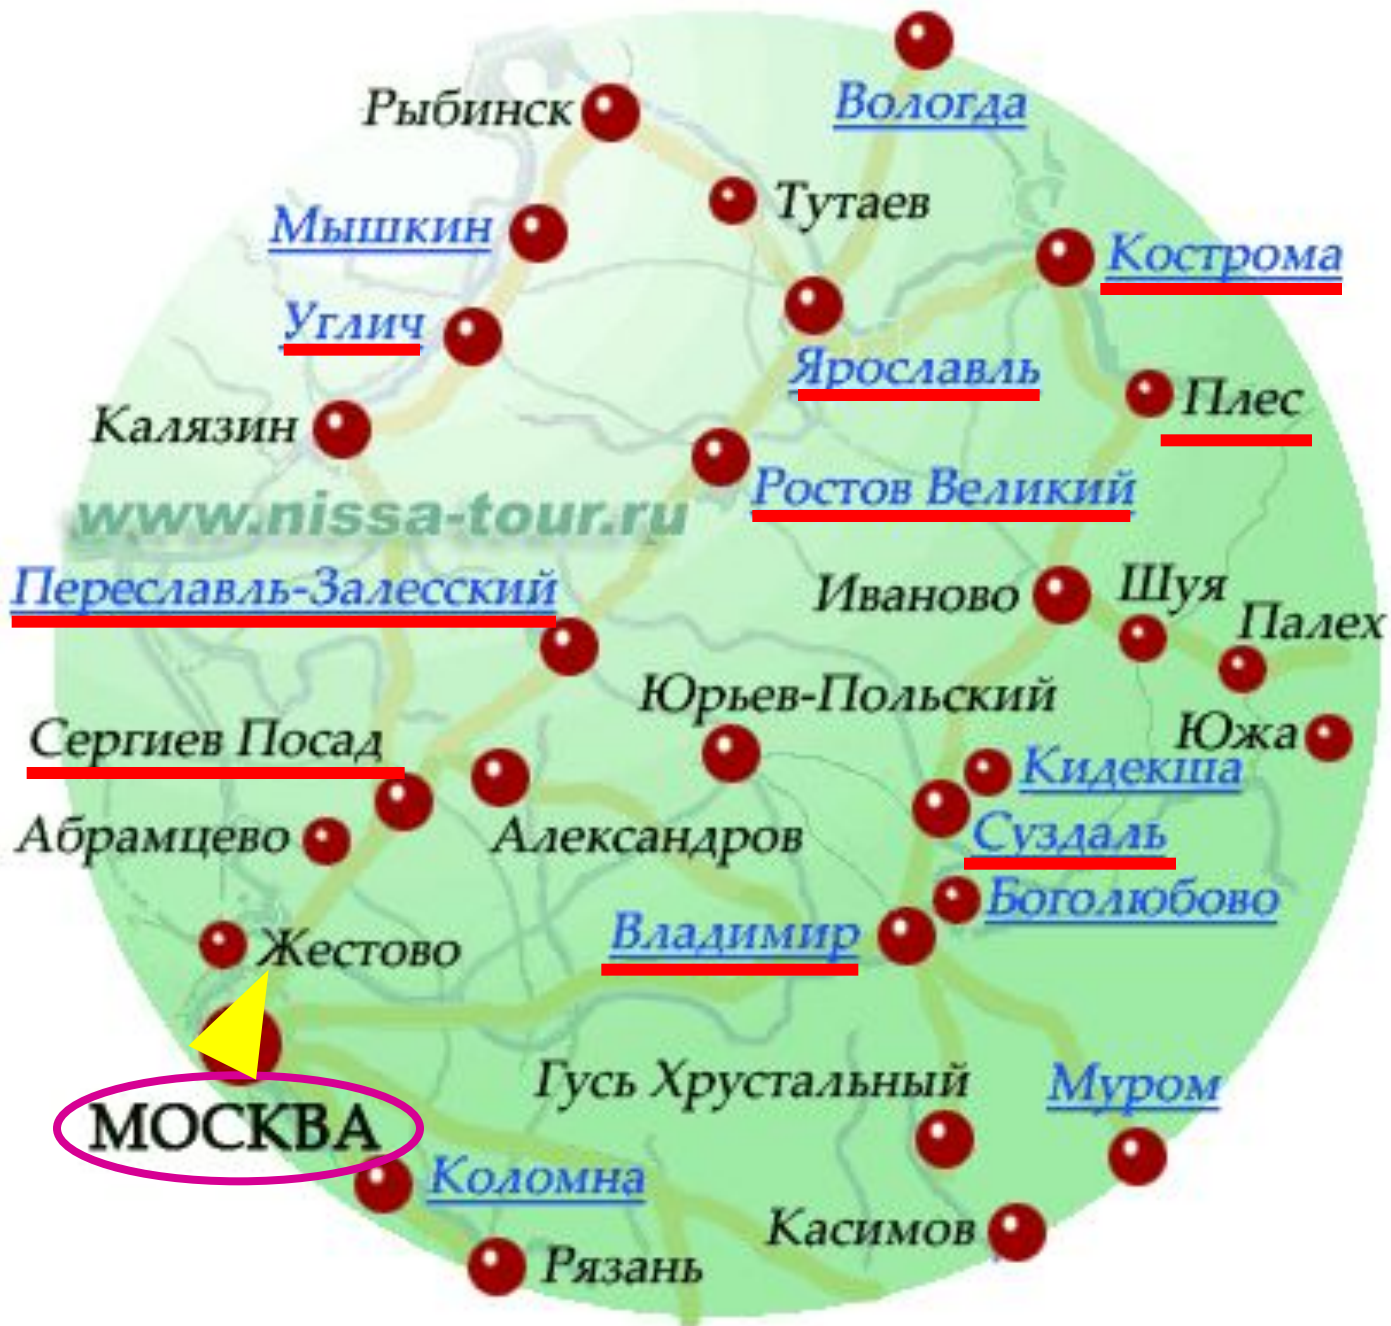 Вологда
Рыбинск
Тутаев
Мышкин
Кострома
Углич
Ярославль
Плес
Калязин
Ростов Великий
www.nissa-tour.ru
Переславль-Залесский
Иваново
Шуя
Палех
Юрьев-Польский
Сергиев Посад
Южа
Кидекша
Абрамцево
Александров
Суздаль
Боголюбово
Владимир
Жестово
Гусь Хрустальный
Муром
МОСКВА
Коломна
Касимов
Рязань